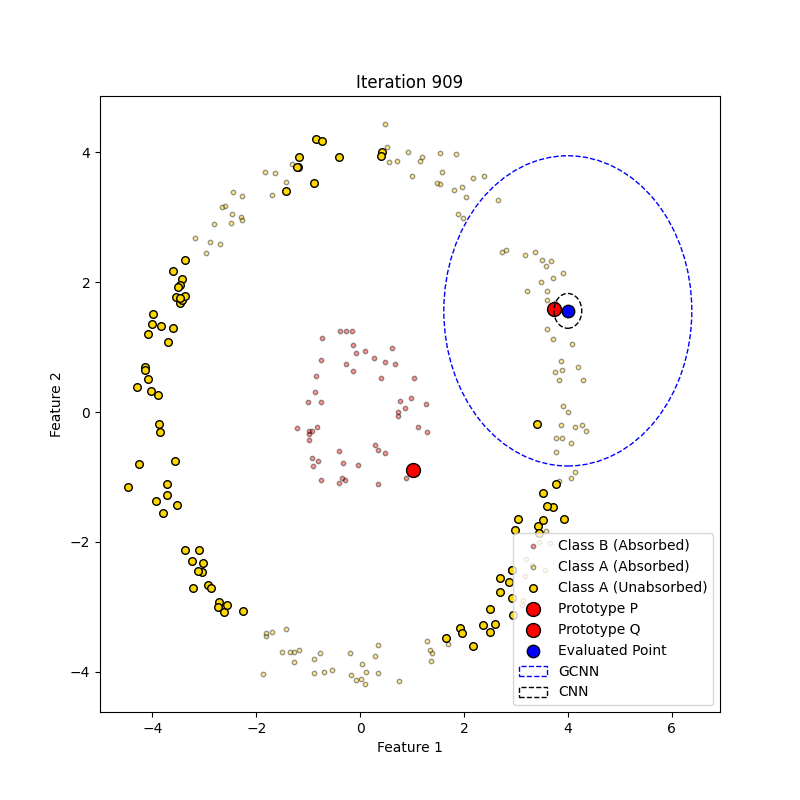 Iteration 909
Feature 2
4
2
0
−2
−4
−4
−2
0
2
4
6
Feature 1
Class B (Absorbed)
Class A (Absorbed)
Class A (Unabsorbed)
Prototype P
Prototype Q
Evaluated Point
GCNN
CNN